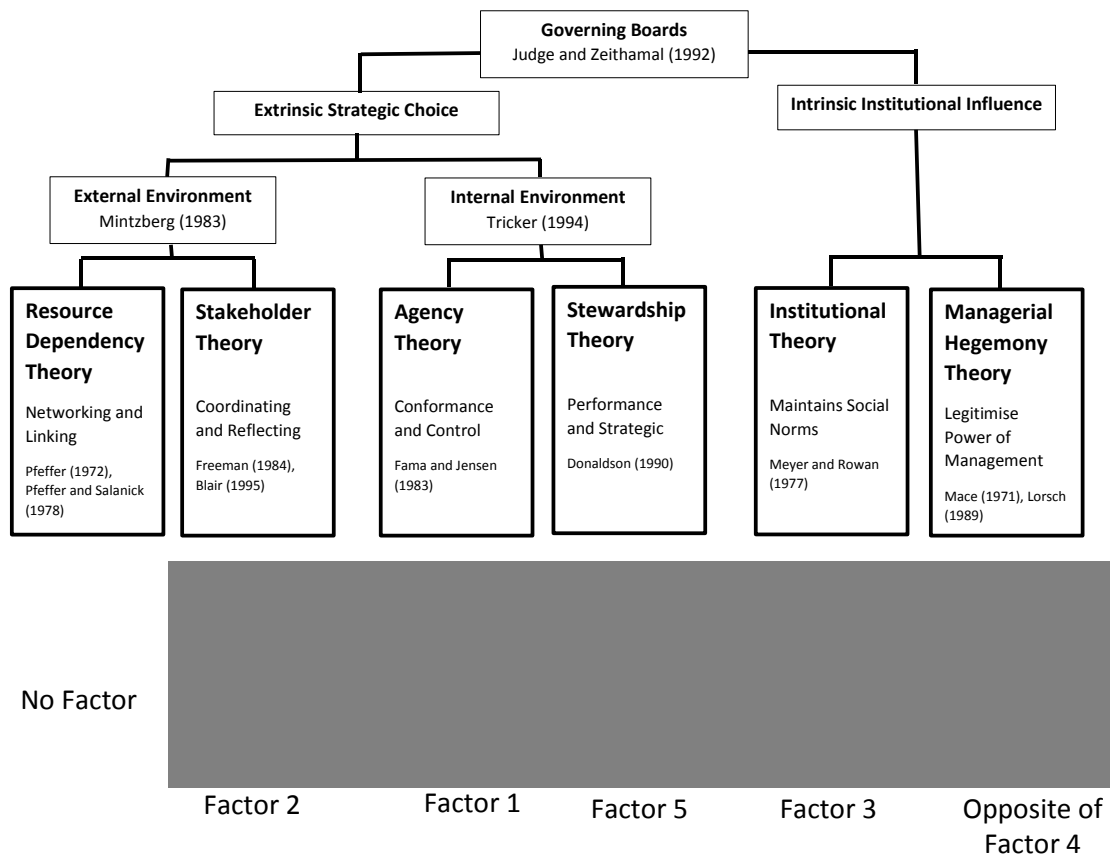 Governing Boards
Judge and Zeithamal (1992)
Extrinsic Strategic Choice
Intrinsic Institutional Influence
External Environment
Mintzberg (1983)
Internal Environment
Tricker (1994)
Resource
Dependency
Theory
Networking and
Linking
Pfeffer (1972),
Pfeffer and Salanick
(1978)
Stakeholder
Theory
Coordinating
and Reflecting
Freeman (1984),
Blair (1995)
Agency
Theory
Conformance
and Control
Fama and Jensen
(1983)
Stewardship
Theory
Performance
and Strategic
Donaldson (1990)
Institutional
Theory
Maintains Social
Norms
Meyer and Rowan
(1977)
Managerial
Hegemony
Theory
Legitimise
Power of
Management
Mace (1971), Lorsch
(1989)
No Factor
Factor 2
Factor 1
Factor 5
Factor 3
Opposite of
Factor 4